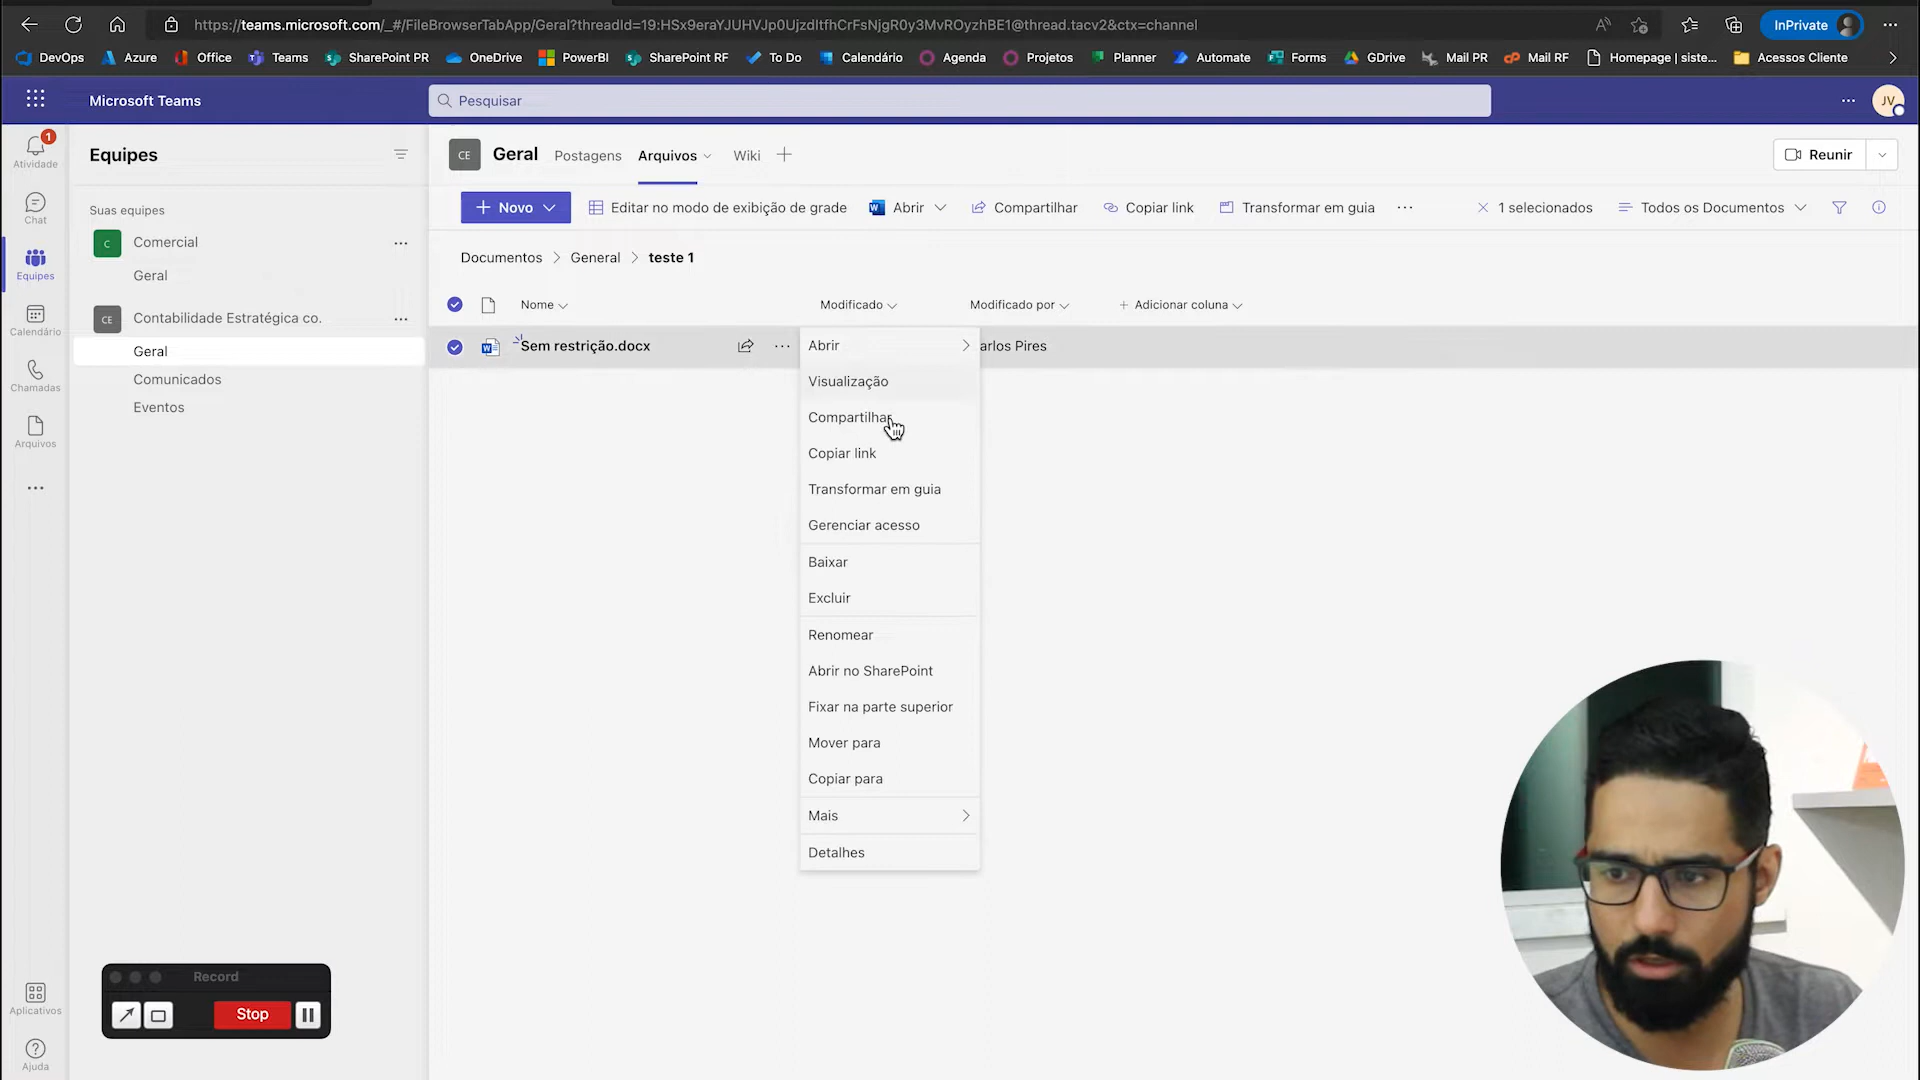 https://teams.microsoft.com/_#/FileBrowserTabApp/Geral?threadId=19:HSx9eraYJUHVJp0UjzdItfhCrFsNjgR0y3MvROyzhBE1@thread.tacv2&ctx=channel
InPrivate
DevOps Azure Office Teams SharePoint PR OneDrive PowerBI SharePoint RF To Do Calendário Agenda Projetos Planner Automate Forms GDrive Mail PR Mail RF Homepage | siste... Acessos Cliente
Microsoft Teams
Pesquisar
JV
1
Atividade
Chat
Equipes
Calendário
Chamadas
Arquivos
Aplicativos
Ajuda
Equipes
Suas equipes
C Comercial
Geral
CE Contabilidade Estratégica co.
Geral
Comunicados
Eventos
CE Geral Postagens Arquivos Wiki
Reunir
Novo Editar no modo de exibição de grade Abrir Compartilhar Copiar link Transformar em guia 1 selecionados Todos os Documentos
Documentos > General > teste 1
Nome Modificado Modificado por + Adicionar coluna
Sem restrição.docx arlos Pires
Abrir
Visualização
Compartilhar
Copiar link
Transformar em guia
Gerenciar acesso
Baixar
Excluir
Renomear
Abrir no SharePoint
Fixar na parte superior
Mover para
Copiar para
Mais
Detalhes
Record
Stop